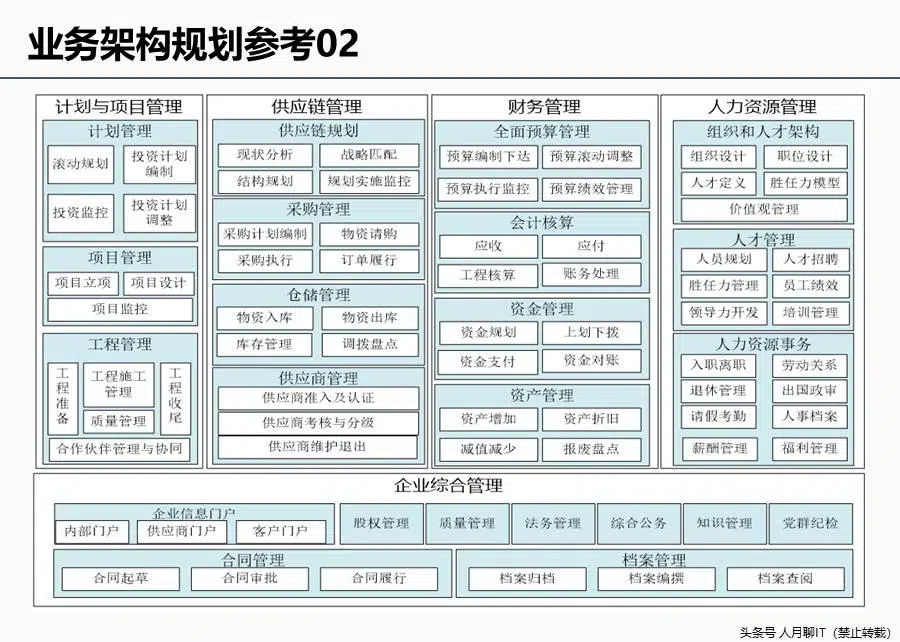 业务架构规划参考02
计划与项目管理
计划管理
滚动规划
投资计划
编制
投资监控
投资计划
调整
项目管理
项目立项
项目设计
项目监控
工程管理
工程准备
工程施工
管理
质量管理
工程收尾
合作伙伴管理与协同
供应链管理
供应链规划
现状分析
战略匹配
结构规划
规划实施监控
采购管理
采购计划编制
物资请购
采购执行
订单履行
仓储管理
物资入库
物资出库
库存管理
调拨盘点
供应商管理
供应商准入及认证
供应商考核与分级
供应商维护退出
财务管理
全面预算管理
预算编制下达
预算滚动调整
预算执行监控
预算绩效管理
会计核算
应收
应付
工程核算
账务处理
资金管理
资金规划
上划下拨
资金支付
资金对账
资产管理
资产增加
资产折旧
减值减少
报废盘点
人力资源管理
组织和人才架构
组织设计
职位设计
人才定义
胜任力模型
价值观管理
人才管理
人员规划
人才招聘
胜任力管理
员工绩效
领导力开发
培训管理
人力资源事务
入职离职
劳动关系
退休管理
出国政审
请假考勤
人事档案
薪酬管理
福利管理
企业综合管理
企业信息门户
内部门户
供应商门户
客户门户
股权管理
质量管理
法务管理
综合公务
知识管理
党群纪检
合同管理
合同起草
合同审批
合同履行
档案管理
档案归档
档案编撰
档案查阅
头条号 人月聊IT（禁止转载）